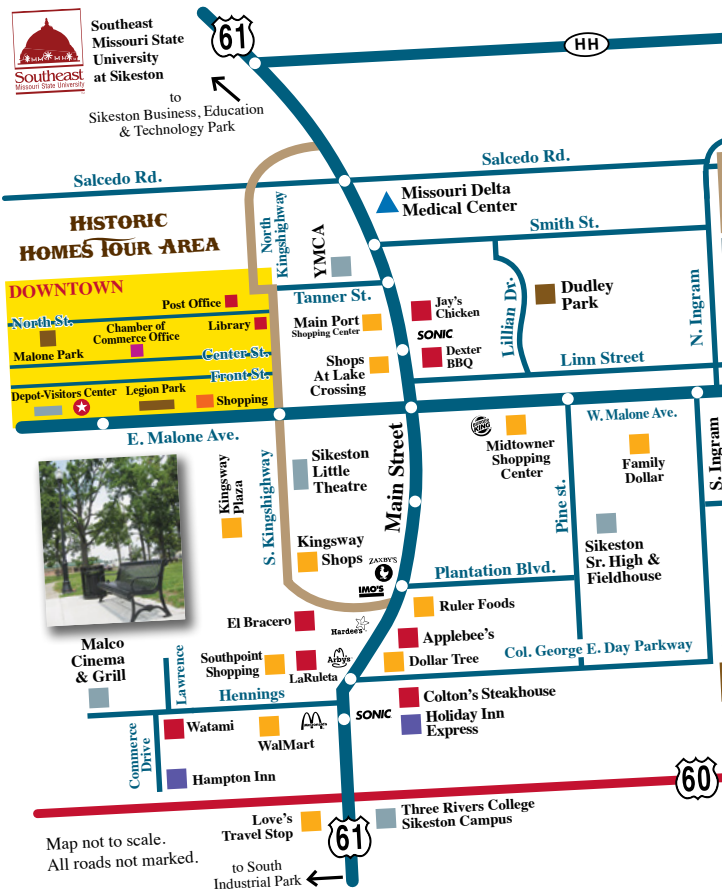 Southeast
Missouri State University
Southeast
Missouri State
University
at Sikeston
61
HH
to
Sikeston Business, Education
& Technology Park
Salcedo Rd.
Salcedo Rd.
Missouri Delta
Medical Center
Smith St.
HISTORIC
HOMES TOUR AREA
North
Kingshighway
YMCA
Tanner St.
DOWNTOWN
Post Office
North St.
Chamber of
Commerce Office
Library
Malone Park
Center St.
Front St.
Depot-Visitors Center
Legion Park
Shopping
E. Malone Ave.
Main Port
Shopping Center
Shops
At Lake
Crossing
Jay's
Chicken
SONIC
Dexter
BBQ
Lillian Dr.
Dudley
Park
N. Ingram
Linn Street
W. Malone Ave.
BURGER
KING
Midtowner
Shopping
Center
Family
Dollar
S. Ingram
Pine st.
Sikeston
Sr. High &
Fieldhouse
Kingsway
Plaza
S. Kingshighway
Sikeston
Little
Theatre
Main Street
Kingsway
Shops
ZAXBY'S
IMO'S
Plantation Blvd.
Ruler Foods
El Bracero
Hardee's
Applebee's
Col. George E. Day Parkway
Malco
Cinema
& Grill
Lawrence
Southpoint
Shopping
LaRuleta
Arby's
Dollar Tree
Hennings
Colton's Steakhouse
SONIC
Holiday Inn
Express
Commerce
Drive
Watami
WalMart
Hampton Inn
60
Love's
Travel Stop
61
Three Rivers College
Sikeston Campus
Map not to scale.
All roads not marked.
to South
Industrial Park